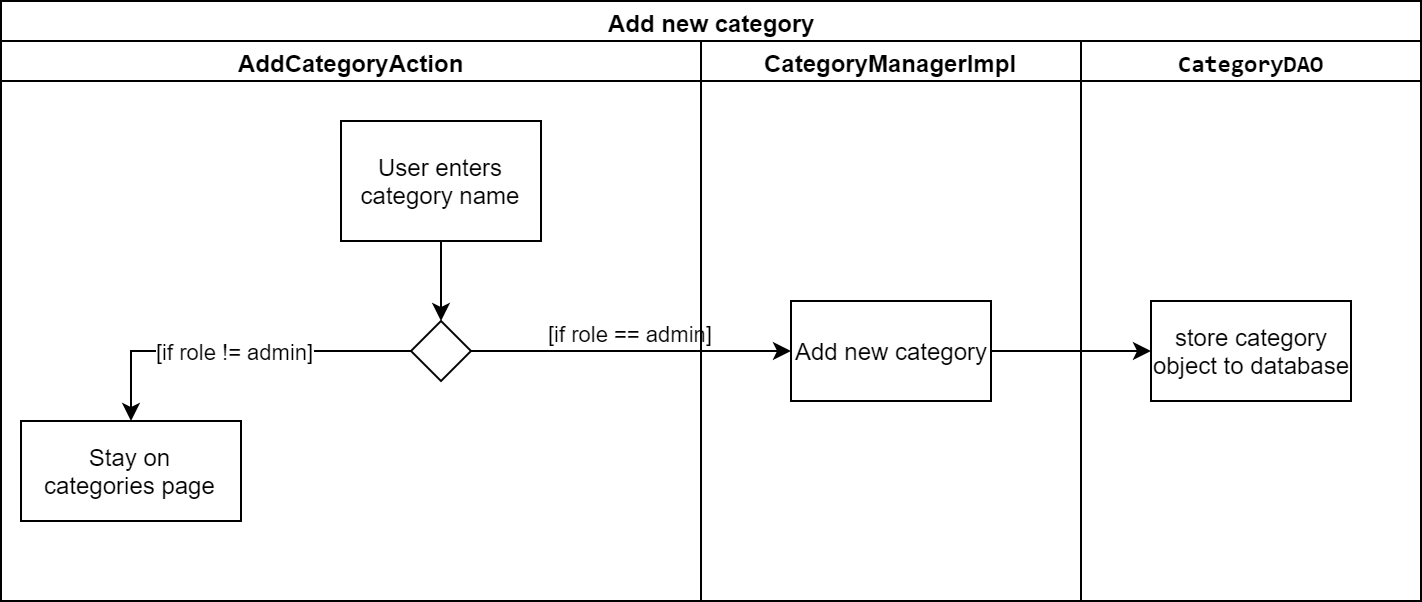 Add new category
AddCategoryAction
CategoryManagerImpl
CategoryDAO
User enters
category name
[if role != admin]
[if role == admin]
Add new category
store category
object to database
Stay on
categories page